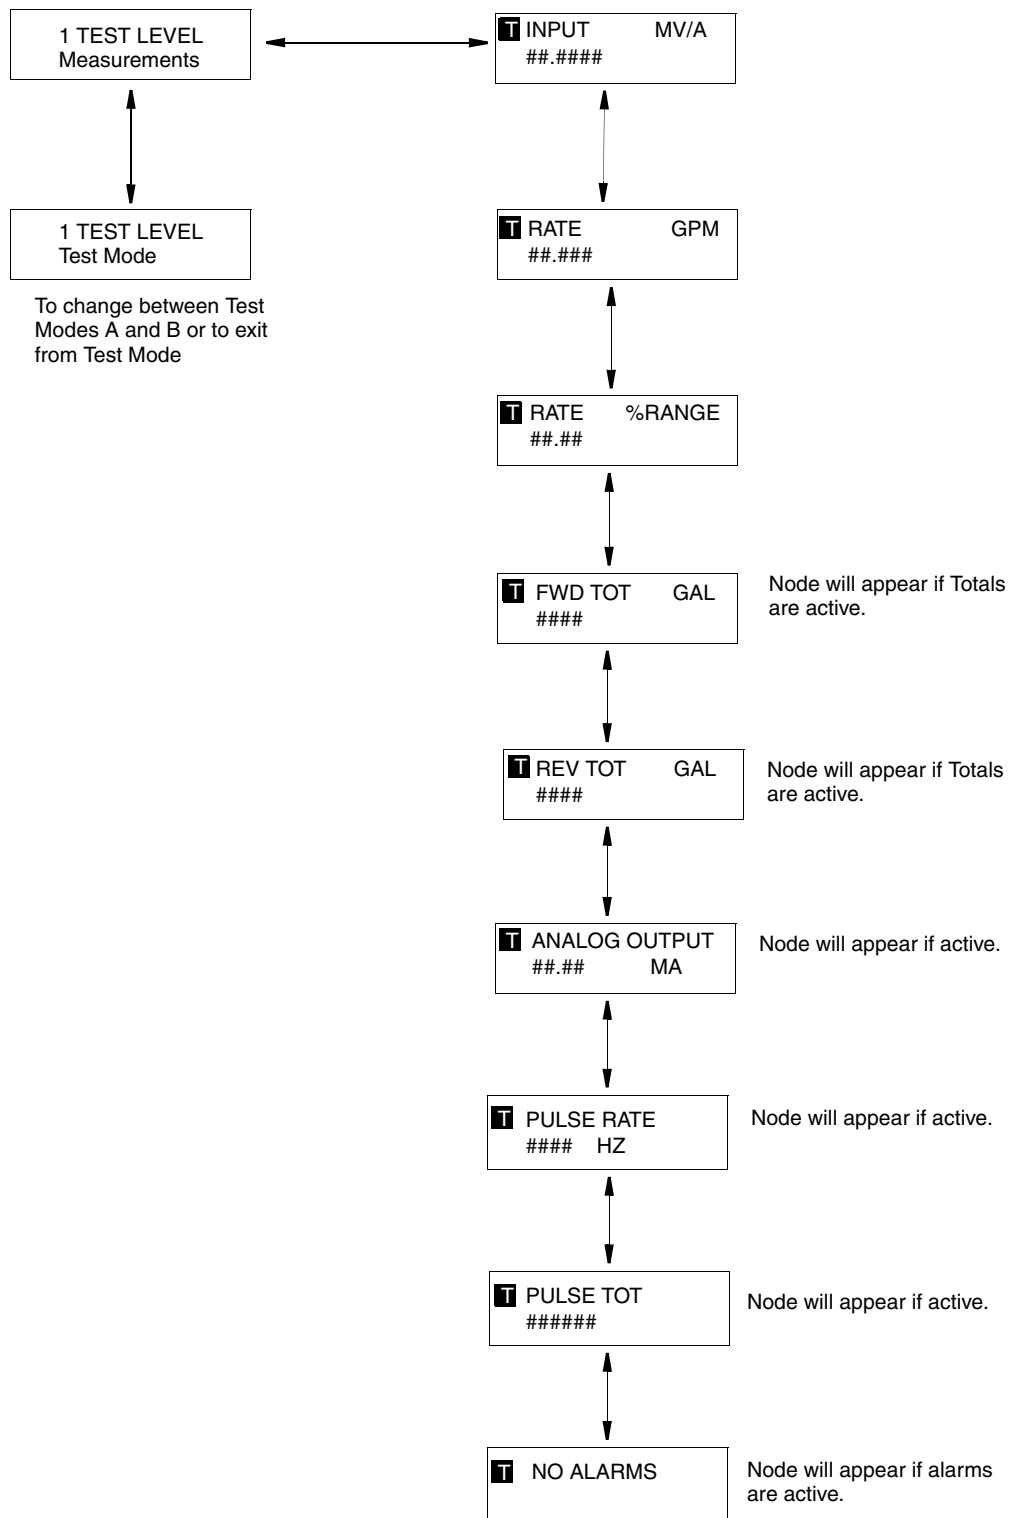 1 TEST LEVEL
Measurements
T INPUT MV/A
##.####
1 TEST LEVEL
Test Mode
To change between Test
Modes A and B or to exit
from Test Mode
T RATE GPM
##.###
T RATE %RANGE
##.##
T FWD TOT GAL
####
Node will appear if Totals
are active.
T REV TOT GAL
####
Node will appear if Totals
are active.
T ANALOG OUTPUT
##.## MA
Node will appear if active.
T PULSE RATE
#### HZ
Node will appear if active.
T PULSE TOT
######
Node will appear if active.
T NO ALARMS
Node will appear if alarms
are active.